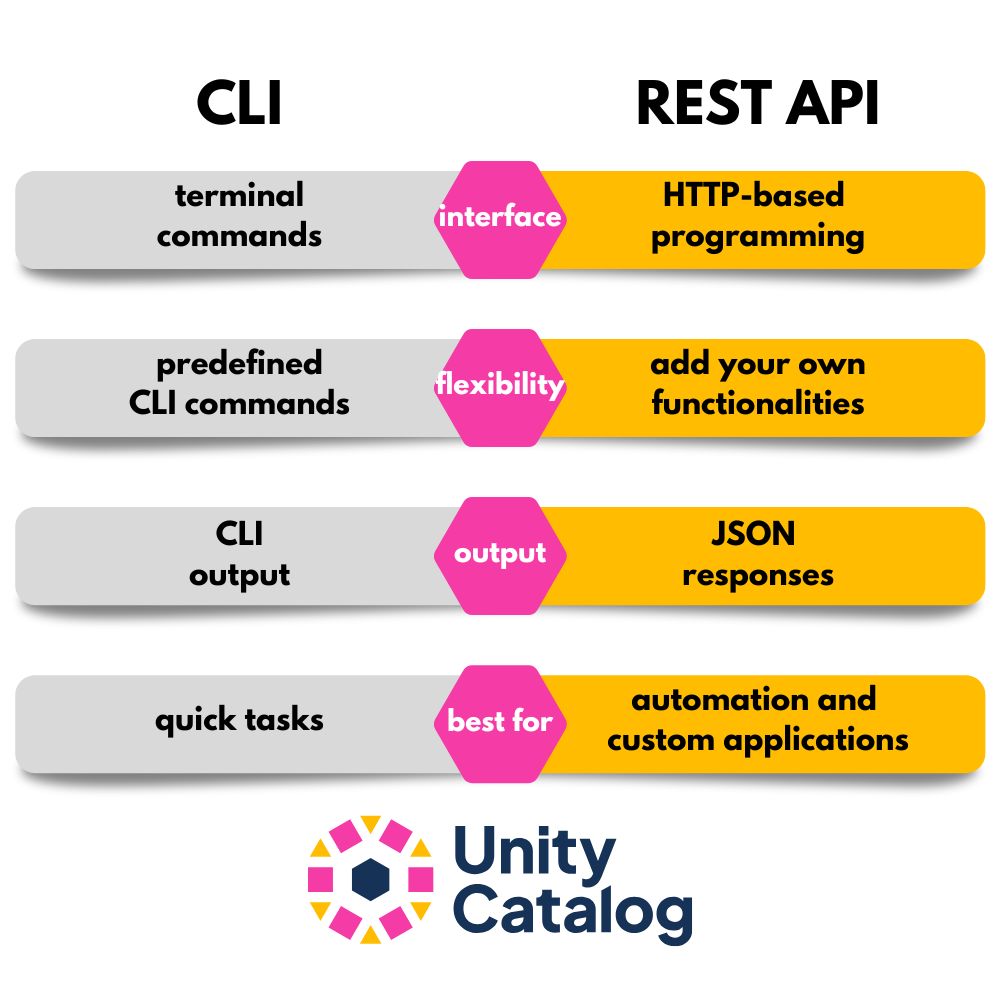 CLI
REST API
terminal
commands
interface
HTTP-based
programming
predefined
CLI commands
flexibility
add your own
functionalities
CLI
output
output
JSON
responses
quick tasks
best for
automation and
custom applications
Unity
Catalog